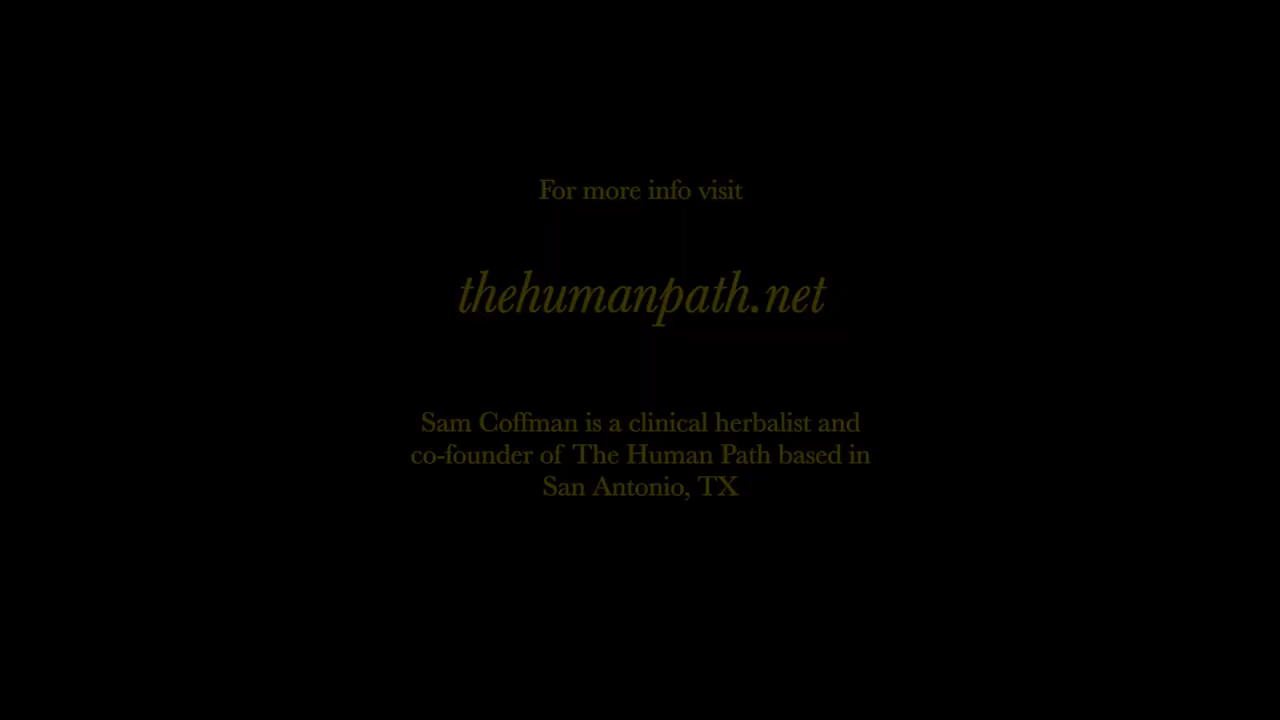 For more info visit
thehumanpath.net
Sam Coffman is a clinical herbalist and
co-founder of The Human Path based in
San Antonio, TX